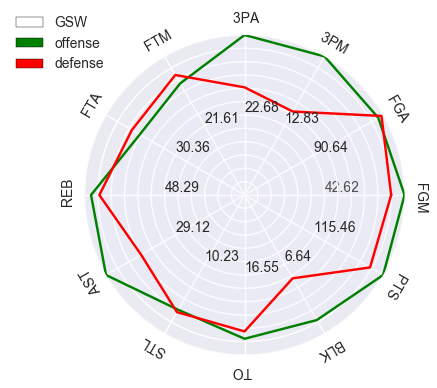 GSW
offense
defense
3PA
3PM
FTM
FTA
FGA
22.68
12.83
21.61
30.36
90.64
REB
48.29
42.62
FGM
29.12
115.46
10.23
16.55
6.64
AST
PTS
STL
BLK
TO